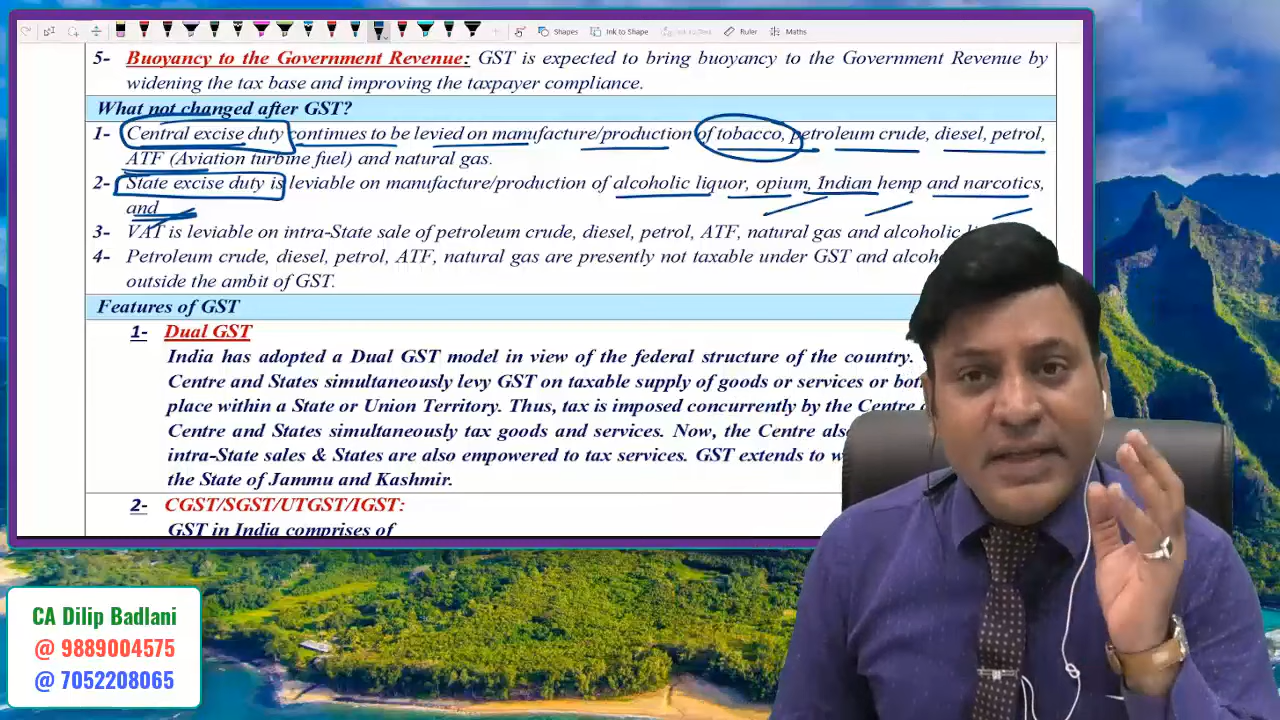 Shapes Ink to Shape Ruler Maths
5- Buoyancy to the Government Revenue: GST is expected to bring buoyancy to the Government Revenue by
widening the tax base and improving the taxpayer compliance.
What not changed after GST?
1- Central excise duty continues to be levied on manufacture/production of tobacco, petroleum crude, diesel, petrol,
ATF (Aviation turbine fuel) and natural gas.
2- State excise duty is leviable on manufacture/production of alcoholic liquor, opium, Indian hemp and narcotics,
and
3- VAT is leviable on intra-State sale of petroleum crude, diesel, petrol, ATF, natural gas and alcoholic
4- Petroleum crude, diesel, petrol, ATF, natural gas are presently not taxable under GST and
outside the ambit of GST.
Features of GST
1- Dual GST
India has adopted a Dual GST model in view of the federal structure of the country.
Centre and States simultaneously levy GST on taxable supply of goods or services or
place within a State or Union Territory. Thus, tax is imposed concurrently by the Centre
Centre and States simultaneously tax goods and services. Now, the Centre
intra-State sales & States are also empowered to tax services. GST extends to
the State of Jammu and Kashmir.
2- CGST/SGST/UTGST/IGST:
GST in India comprises of
CA Dilip Badlani
@ 9889004575
@ 7052208065